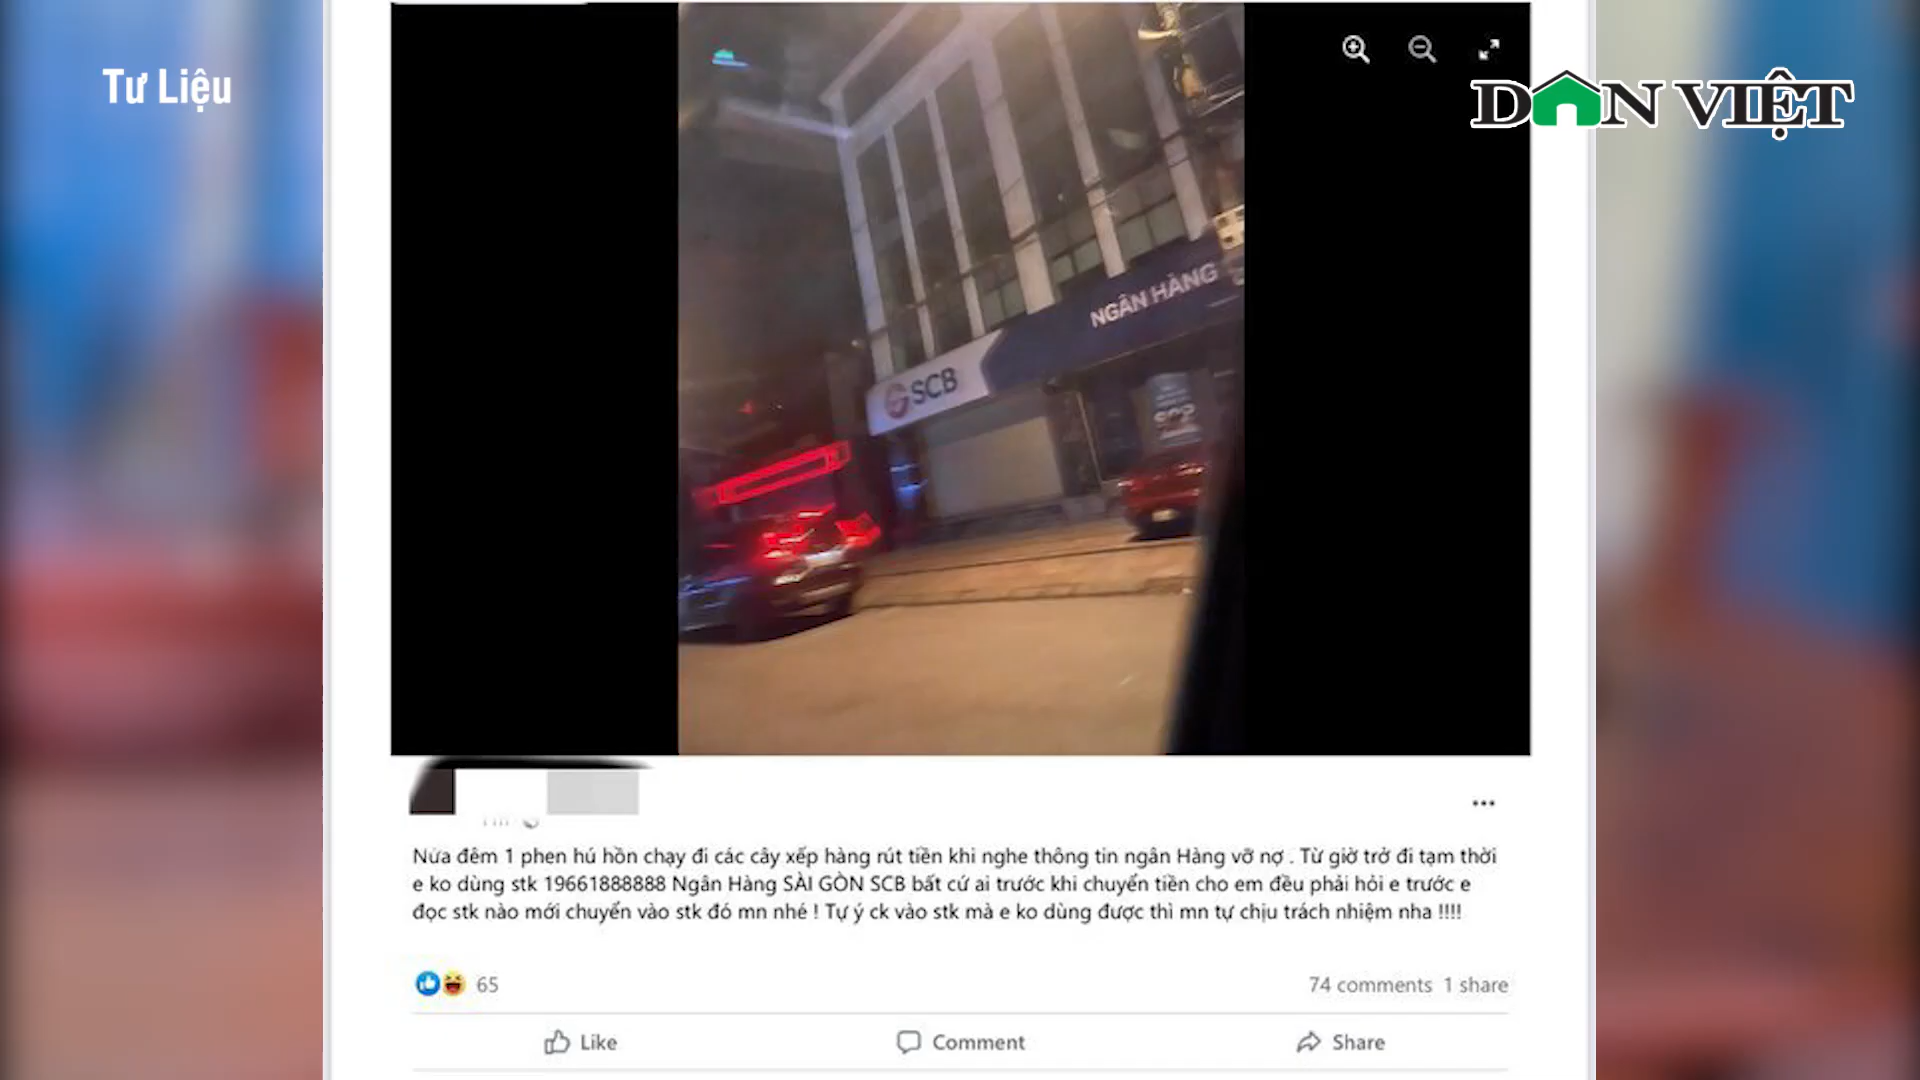 Tư Liệu
DÂN VIỆT
NGÂN HÀNG
SCB
Nửa đêm 1 phen hú hồn chạy đi các cây xếp hàng rút tiền khi nghe thông tin ngân Hàng vỡ nợ . Từ giờ trở đi tạm thời
e ko dùng stk 19661888888 Ngân Hàng SÀI GÒN SCB bất cứ ai trước khi chuyển tiền cho em đều phải hỏi e trước e
đọc stk nào mới chuyển vào stk đó mn nhé ! Tự ý ck vào stk mà e ko dùng được thì mn tự chịu trách nhiệm nha !!!!
65
74 comments 1 share
Like
Comment
Share